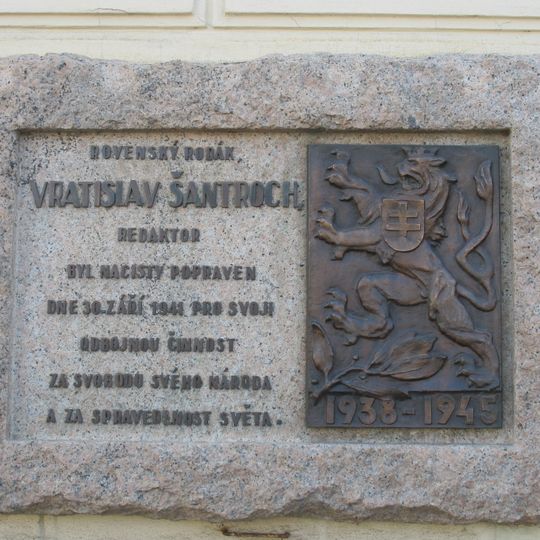 ROVENSKÝ RODÁK,
VRATISLAV ŠANTROCH,
REDAKTOR
BYL NACISTY POPRAVEN
DNE 30. ZÁŘÍ 1941 PRO SVOJI
ODBOJNOU ČINNOST
ZA SVOBODU SVÉHO NÁRODA
A ZA SPRAVEDLNOST SVĚTA.
1938-1945